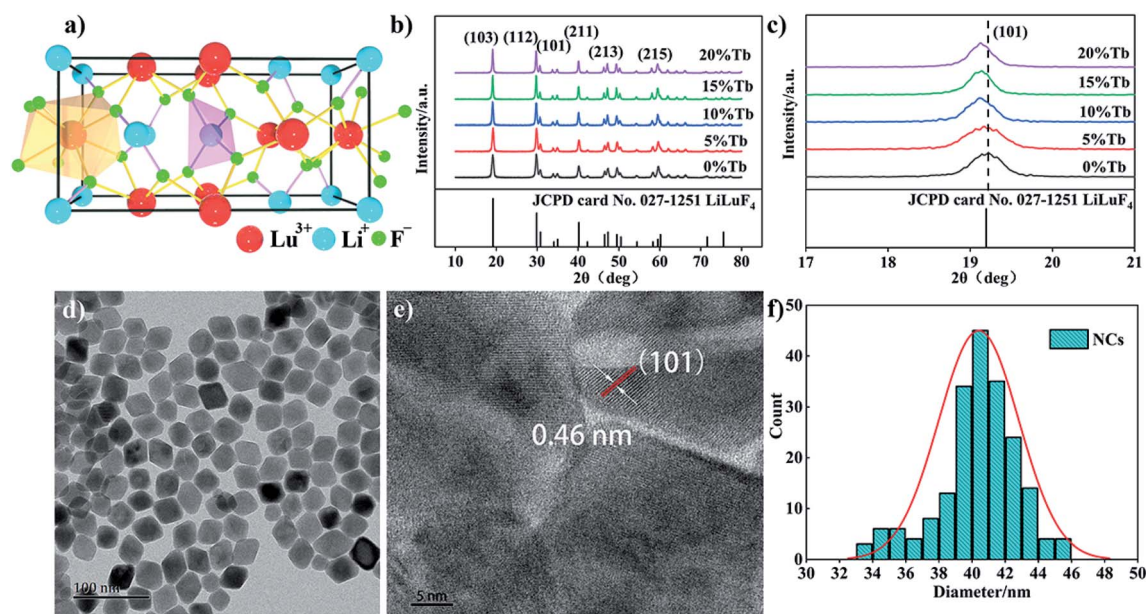 a)
Lu3+ Li+ F−
b)
(103) (112) (101) (211) (213) (215)
20%Tb
15%Tb
10%Tb
5%Tb
0%Tb
JCPD card No. 027-1251 LiLuF4
Intensity/a.u.
10 20 30 40 50 60 70 80
2θ（deg）
c)
(101)
20%Tb
15%Tb
10%Tb
5%Tb
0%Tb
JCPD card No. 027-1251 LiLuF4
Intensity/a.u.
17 18 19 20 21
2θ（deg）
d)
100 nm
e)
(101)
0.46 nm
5 nm
f)
NCs
Count
50
40
30
20
10
0
30 32 34 36 38 40 42 44 46 48 50
Diameter/nm